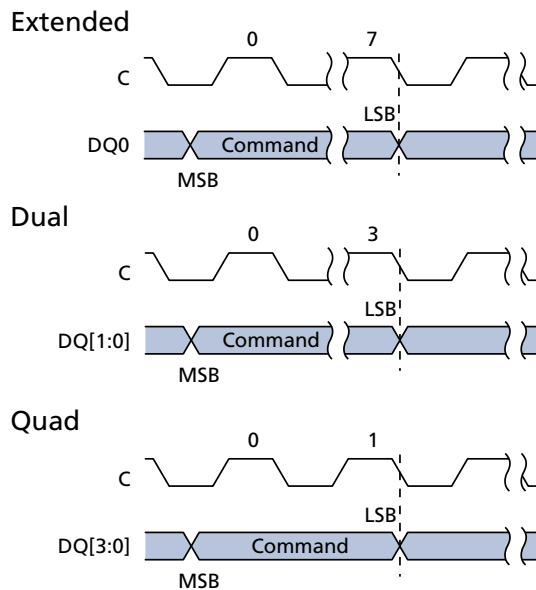 Extended
0 7
C
LSB
DQ0 Command
MSB
Dual
0 3
C
LSB
DQ[1:0] Command
MSB
Quad
0 1
C
LSB
DQ[3:0] Command
MSB